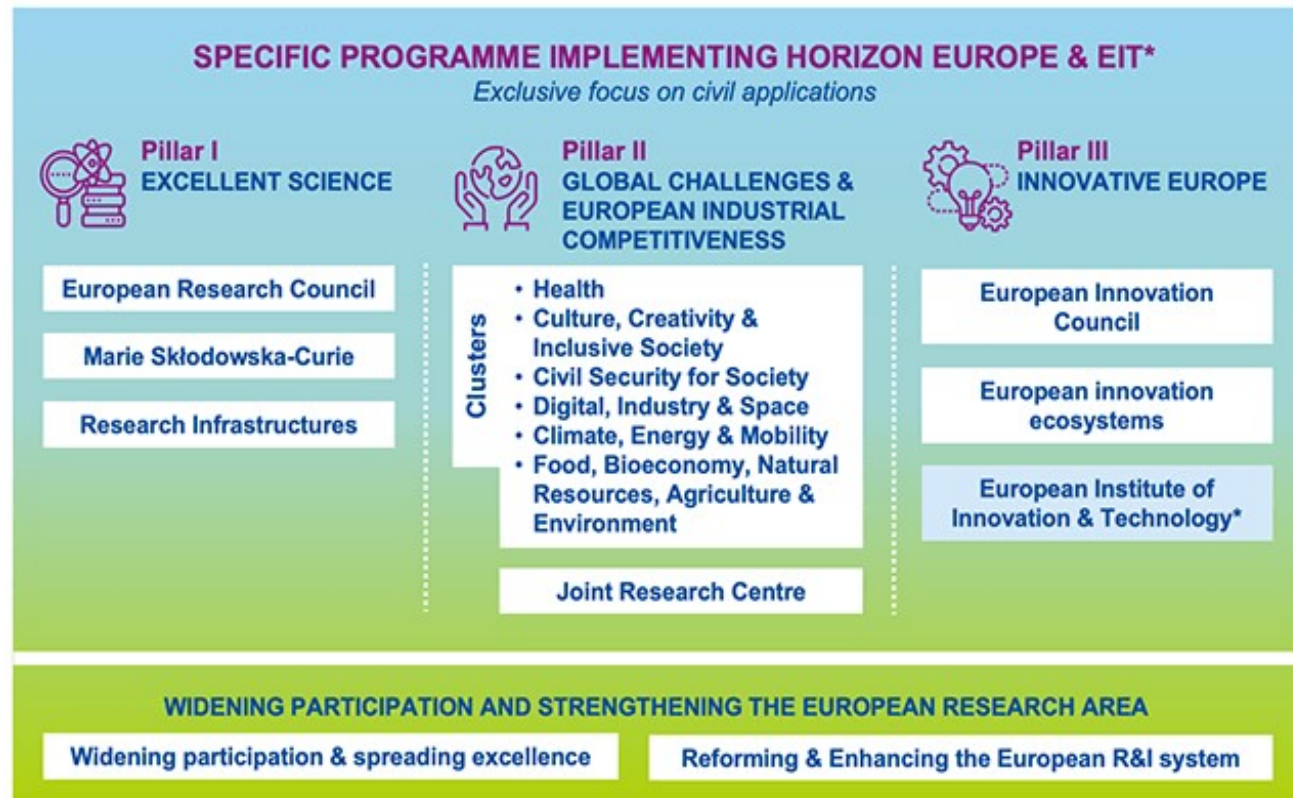 SPECIFIC PROGRAMME IMPLEMENTING HORIZON EUROPE & EIT*
Exclusive focus on civil applications
Pillar I
EXCELLENT SCIENCE
European Research Council
Marie Skłodowska-Curie
Research Infrastructures
Pillar II
GLOBAL CHALLENGES &
EUROPEAN INDUSTRIAL
COMPETITIVENESS
Clusters
• Health
• Culture, Creativity &
Inclusive Society
• Civil Security for Society
• Digital, Industry & Space
• Climate, Energy & Mobility
• Food, Bioeconomy, Natural
Resources, Agriculture &
Environment
Joint Research Centre
Pillar III
INNOVATIVE EUROPE
European Innovation
Council
European innovation
ecosystems
European Institute of
Innovation & Technology*
WIDENING PARTICIPATION AND STRENGTHENING THE EUROPEAN RESEARCH AREA
Widening participation & spreading excellence
Reforming & Enhancing the European R&I system